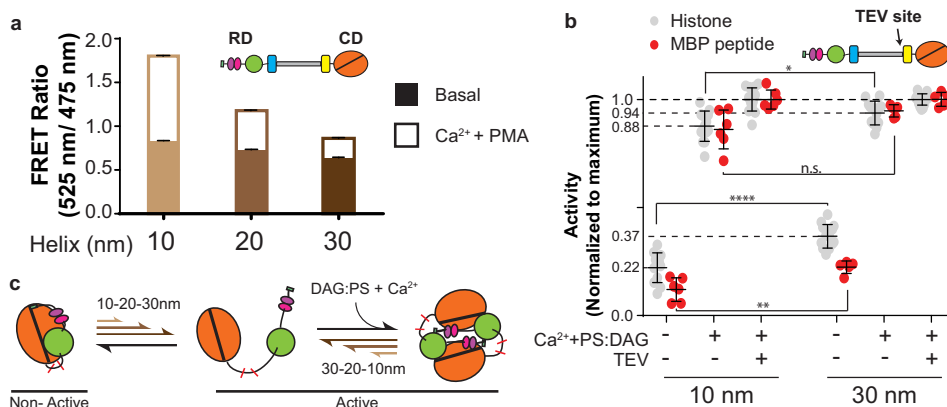 a
FRET Ratio
(525 nm/ 475 nm)
2.0
1.5
1.0
0.5
0.0
RD
CD
Basal
Ca²⁺ + PMA
Helix (nm)
10
20
30
b
Histone
MBP peptide
TEV site
Activity
(Normalized to maximum)
1.0
0.94
0.88
0.37
0.22
0.0
*
n.s.
****
**
Ca²⁺+PS:DAG
- + + - + +
TEV
- - + - - +
10 nm
30 nm
c
10-20-30nm
DAG:PS + Ca²⁺
30-20-10nm
Non- Active
Active